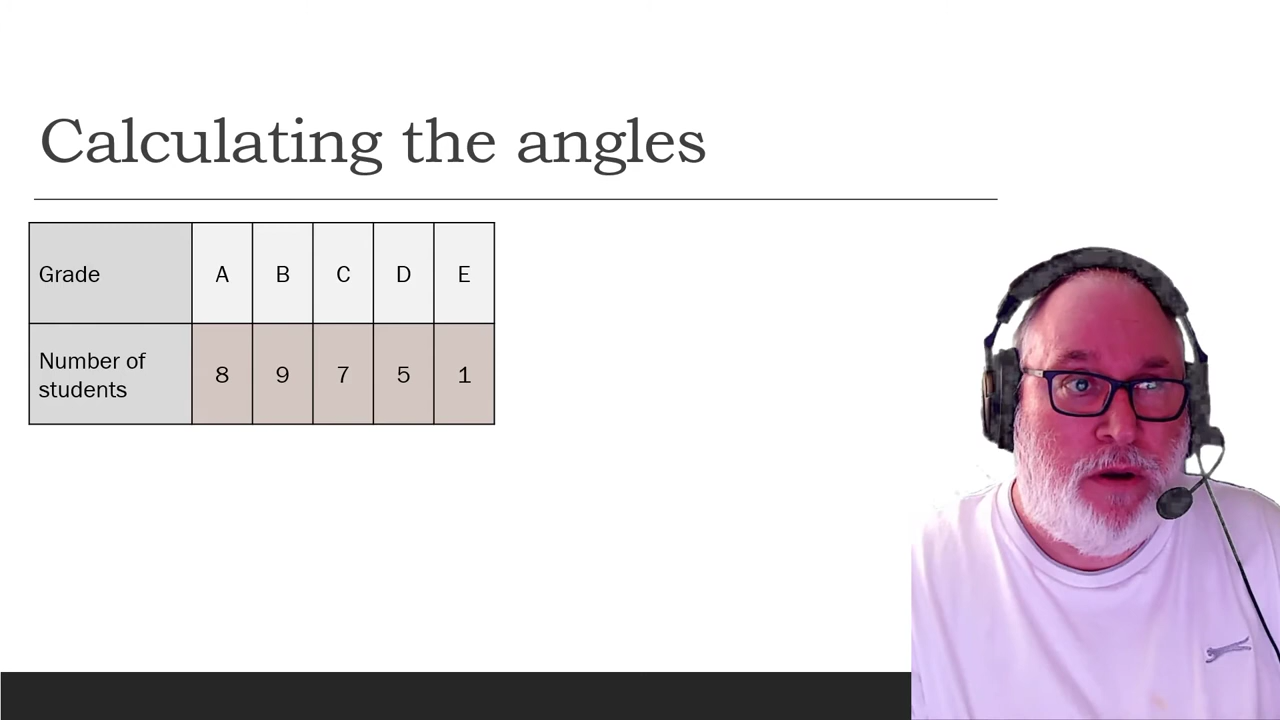 Calculating the angles
Grade A B C D E
Number of
students 8 9 7 5 1